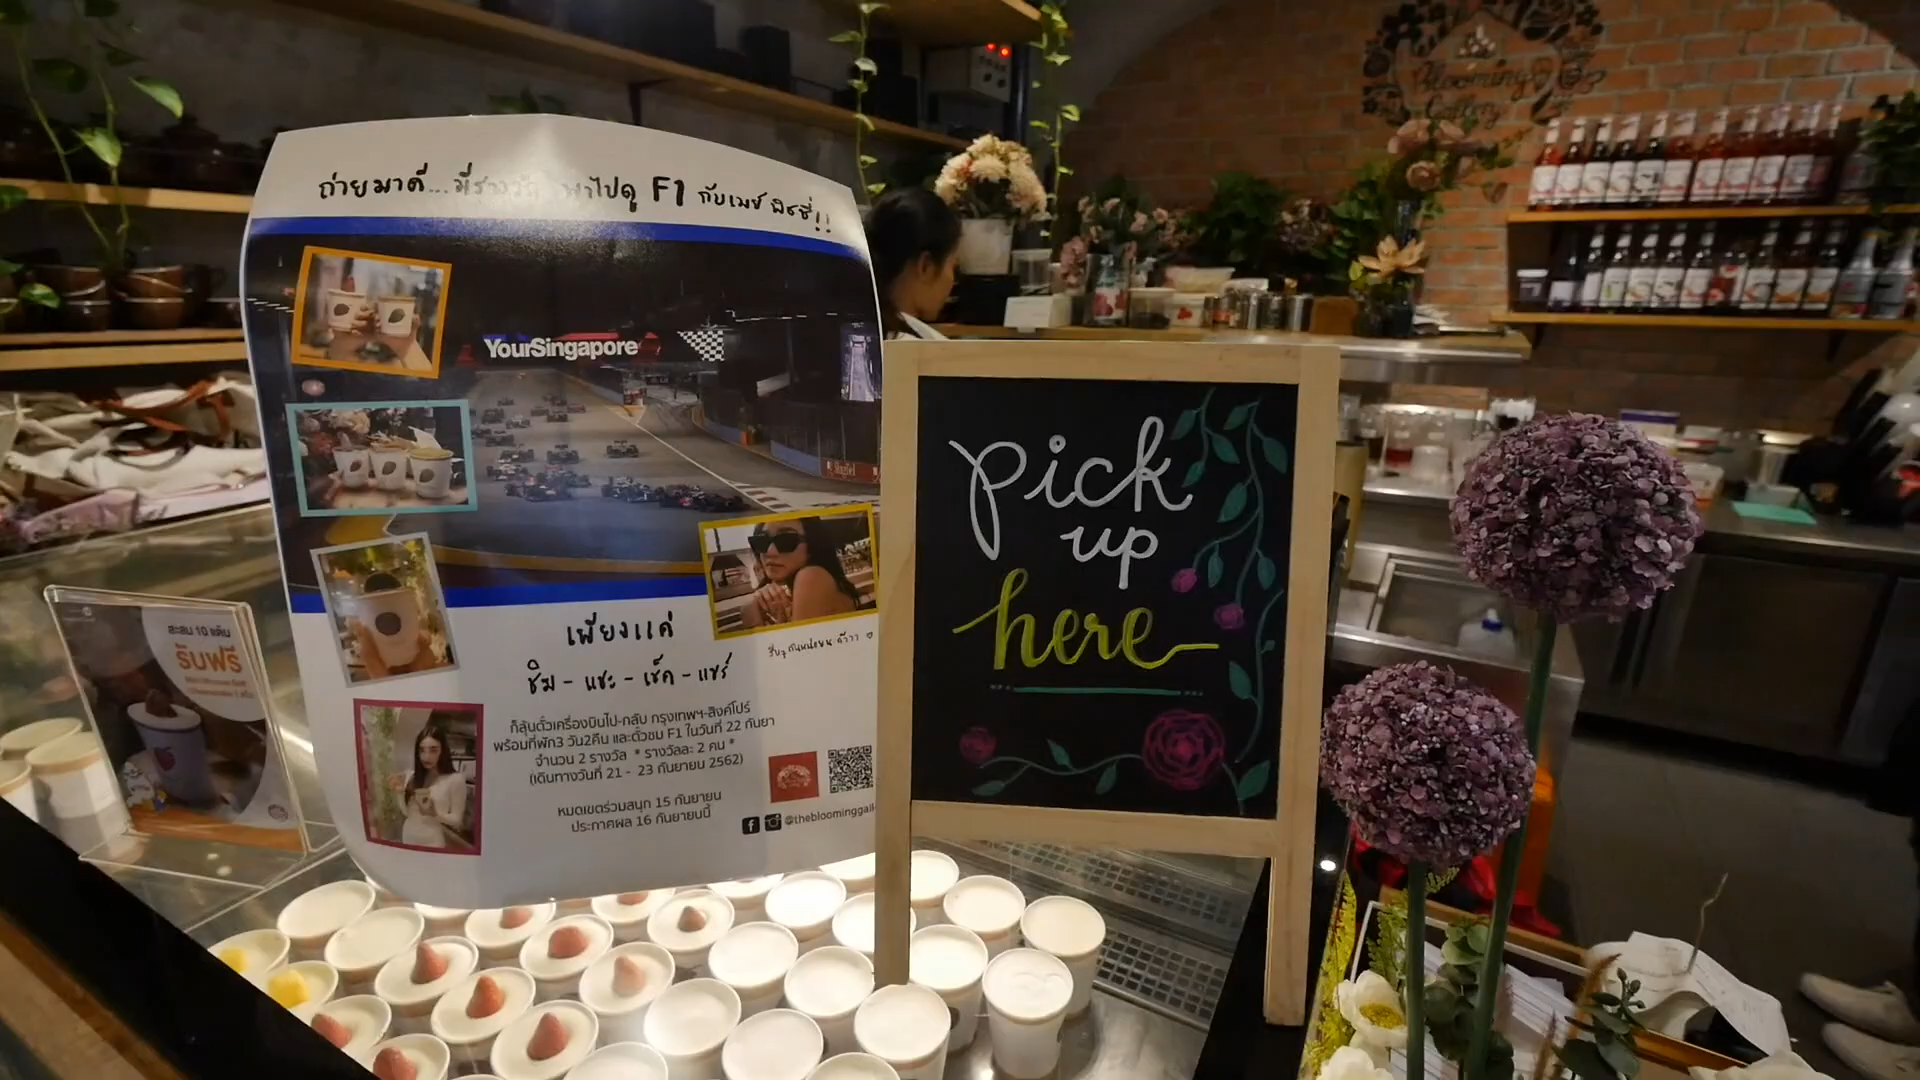 ถ่ายมาดี... มีรางวัล พาไปดู F1 กับเมย์ พิชชี่!!
YourSingapore
เพียงแค่
ชิม - แชะ - เช็ค - แชร์
ก็ลุ้นตั๋วเครื่องบินไป-กลับ กรุงเทพฯ-สิงค์โปร์
พร้อมที่พัก3 วัน2คืน และตั๋วชม F1 ในวันที่ 22 กันยา
จำนวน 2 รางวัล * รางวัลละ 2 คน *
(เดินทางวันที่ 21 - 23 กันยายน 2562)
หมดเขตร่วมสนุก 15 กันยายน
ประกาศผล 16 กันยายนนี้
@thebloominggall
สะสม 10 แต้ม
รับฟรี
pick
up
here
Blooming